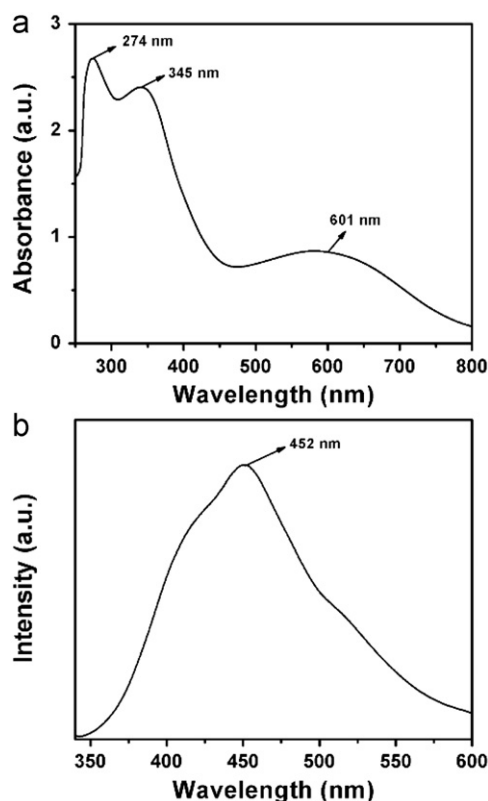 a
3
274 nm
345 nm
2
Absorbance (a.u.)
601 nm
1
0
300 400 500 600 700 800
Wavelength (nm)
b
452 nm
Intensity (a.u.)
350 400 450 500 550 600
Wavelength (nm)